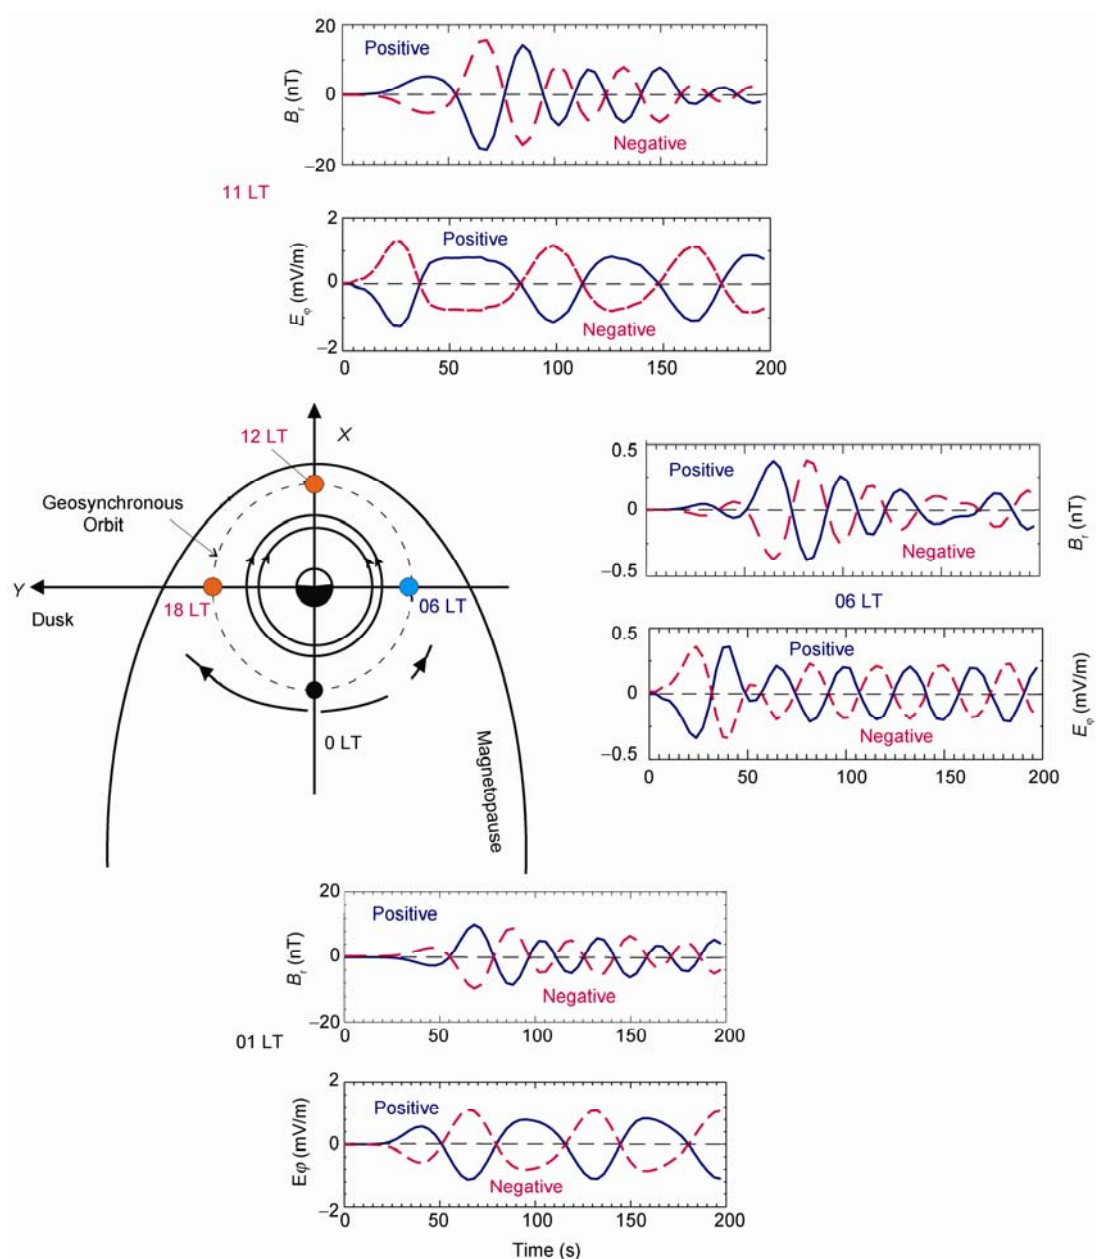 20
Positive
0
B_r (nT)
Negative
−20
11 LT
2
Positive
0
E_φ (mV/m)
Negative
−2
0 50 100 150 200
12 LT
X
Geosynchronous
Orbit
Y
Dusk
18 LT
06 LT
0 LT
Magnetopause
0.5
Positive
0
Negative
−0.5
B_r (nT)
06 LT
0.5
Positive
0
Negative
−0.5
E_φ (mV/m)
0 50 100 150 200
20
Positive
0
B_r (nT)
Negative
−20
0 50 100 150 200
01 LT
2
Positive
0
Eφ (mV/m)
Negative
−2
0 50 100 150 200
Time (s)